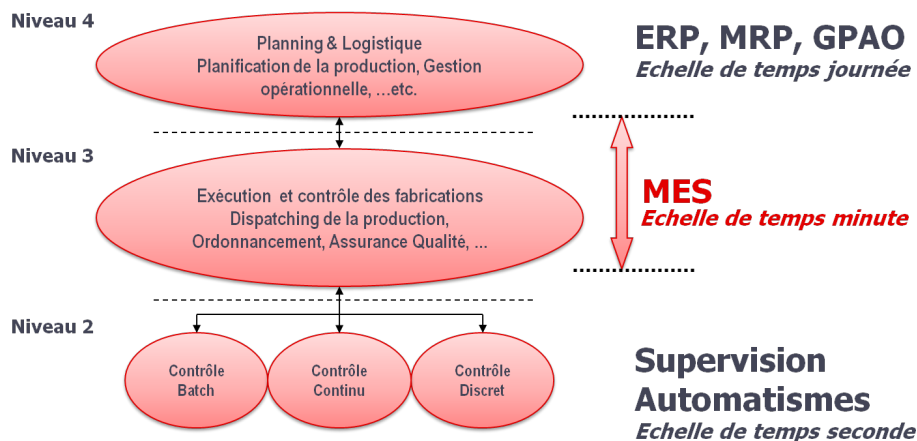 Niveau 4
Planning & Logistique
Planification de la production, Gestion
opérationnelle, ...etc.
ERP, MRP, GPAO
Echelle de temps journée
Niveau 3
Exécution et contrôle des fabrications
Dispatching de la production,
Ordonnancement, Assurance Qualité, ...
MES
Echelle de temps minute
Niveau 2
Contrôle
Batch
Contrôle
Continu
Contrôle
Discret
Supervision
Automatismes
Echelle de temps seconde